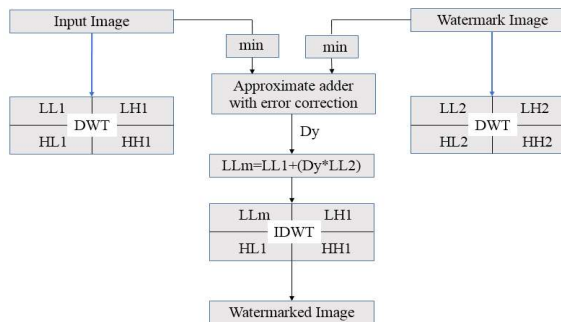 Input Image
Watermark Image
min
min
Approximate adder
with error correction
LL1 LH1
DWT
HL1 HH1
LL2 LH2
DWT
HL2 HH2
Dy
LLm=LL1+(Dy*LL2)
LLm LH1
IDWT
HL1 HH1
Watermarked Image